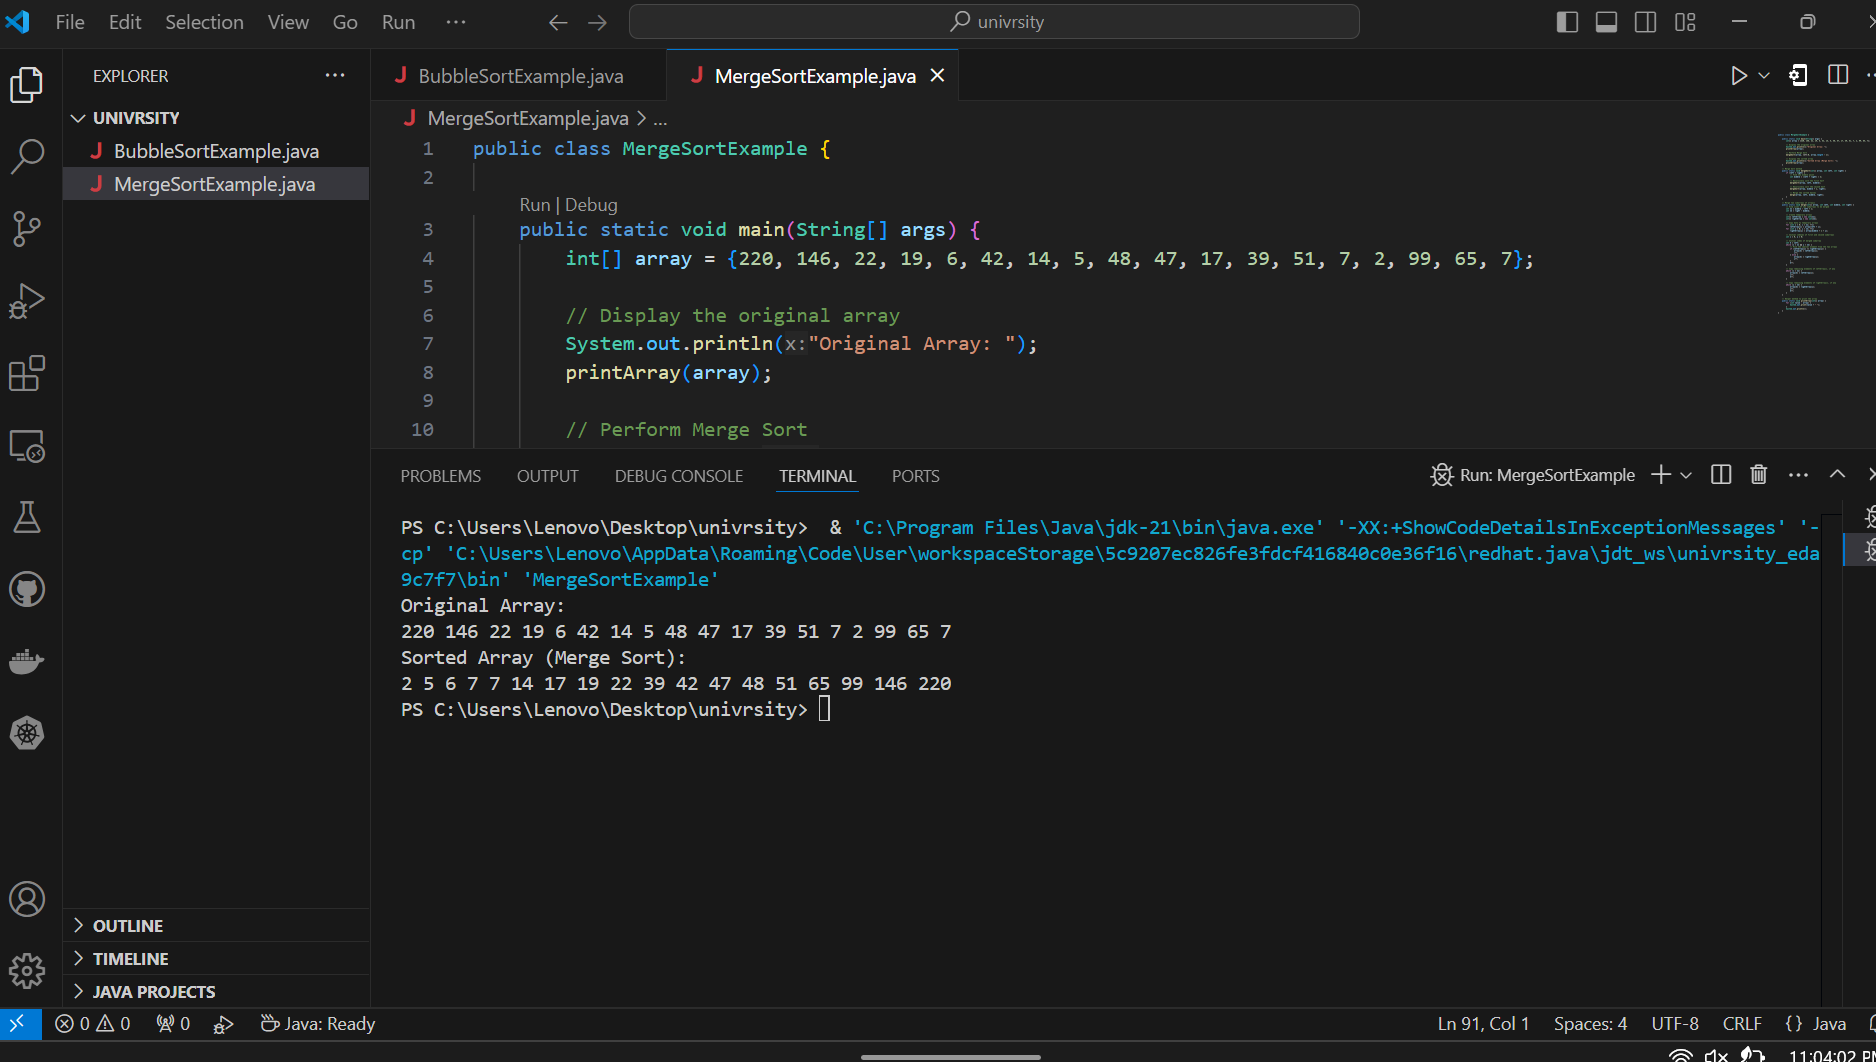 File Edit Selection View Go Run ...
univrsity
EXPLORER
UNIVRSITY
BubbleSortExample.java
MergeSortExample.java
BubbleSortExample.java
MergeSortExample.java
MergeSortExample.java > ...
1 public class MergeSortExample {
2
Run | Debug
3 public static void main(String[] args) {
4 int[] array = {220, 146, 22, 19, 6, 42, 14, 5, 48, 47, 17, 39, 51, 7, 2, 99, 65, 7};
5
6 // Display the original array
7 System.out.println(x:"Original Array: ");
8 printArray(array);
9
10 // Perform Merge Sort
PROBLEMS OUTPUT DEBUG CONSOLE TERMINAL PORTS
Run: MergeSortExample
PS C:\Users\Lenovo\Desktop\univrsity>  & 'C:\Program Files\Java\jdk-21\bin\java.exe' '-XX:+ShowCodeDetailsInExceptionMessages' '-
cp' 'C:\Users\Lenovo\AppData\Roaming\Code\User\workspaceStorage\5c9207ec826fe3fdcf416840c0e36f16\redhat.java\jdt_ws\univrsity_eda
9c7f7\bin' 'MergeSortExample'
Original Array:
220 146 22 19 6 42 14 5 48 47 17 39 51 7 2 99 65 7
Sorted Array (Merge Sort):
2 5 6 7 7 14 17 19 22 39 42 47 48 51 65 99 146 220
PS C:\Users\Lenovo\Desktop\univrsity>
OUTLINE
TIMELINE
JAVA PROJECTS
0 0 0 Java: Ready
Ln 91, Col 1 Spaces: 4 UTF-8 CRLF {} Java
11:04:02 PM